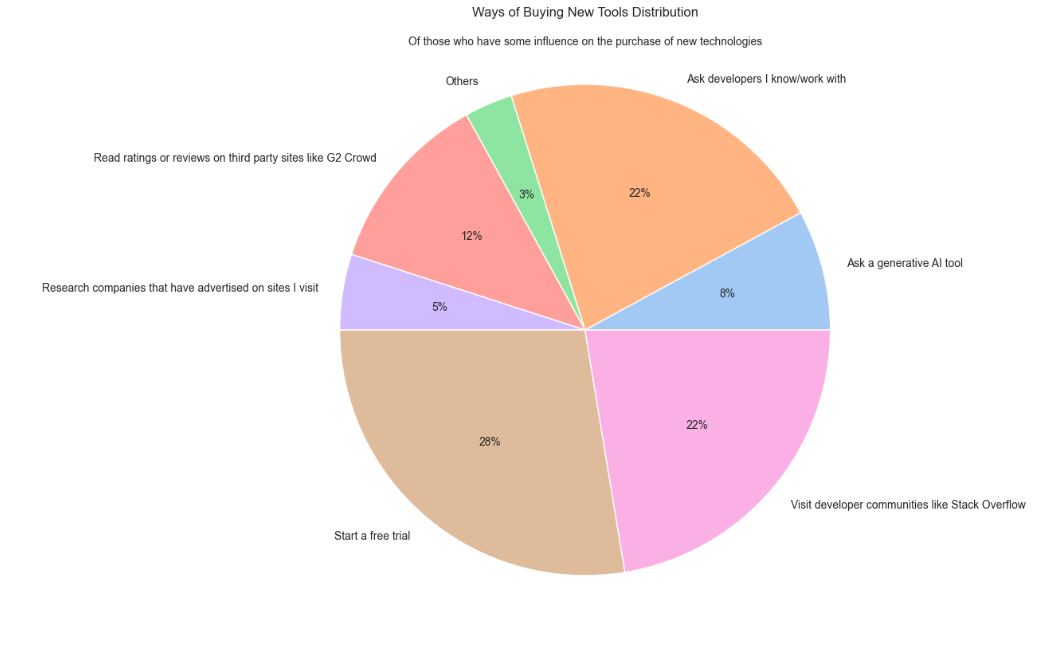 Ways of Buying New Tools Distribution
Of those who have some influence on the purchase of new technologies
Others
Ask developers I know/work with
Read ratings or reviews on third party sites like G2 Crowd
3%
22%
12%
Ask a generative AI tool
Research companies that have advertised on sites I visit
8%
5%
22%
28%
Visit developer communities like Stack Overflow
Start a free trial